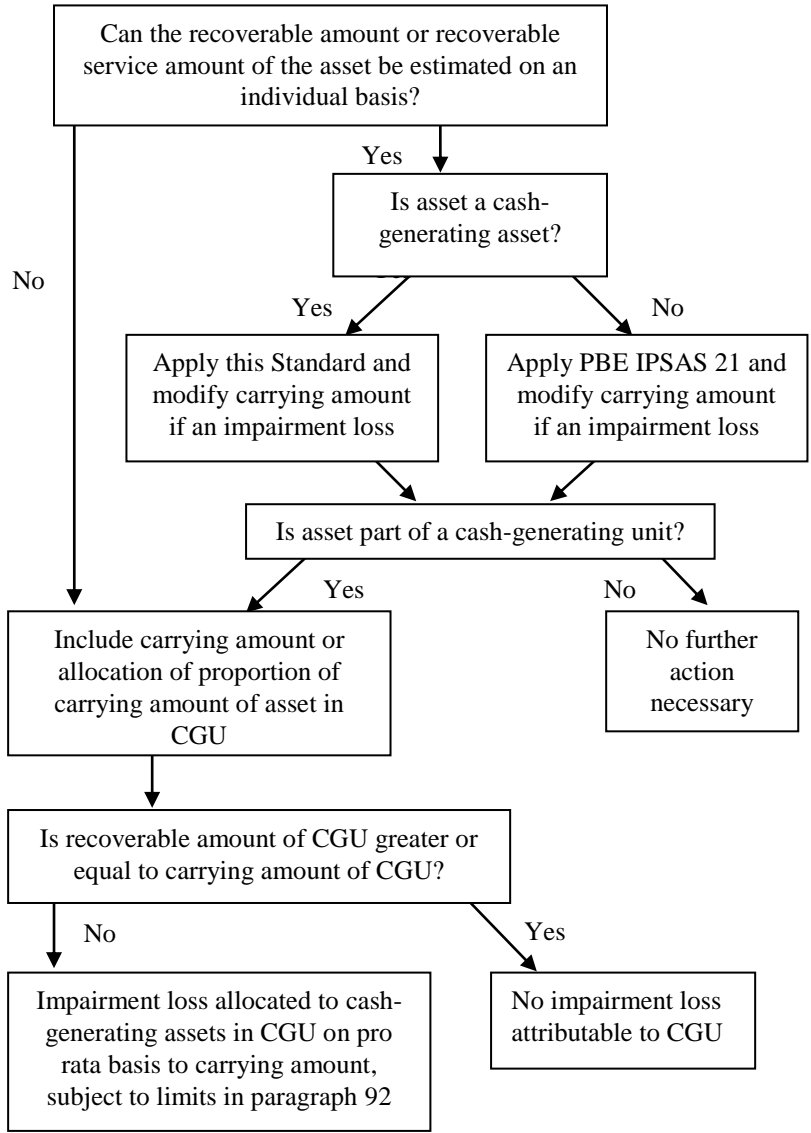 Can the recoverable amount or recoverable
service amount of the asset be estimated on an
individual basis?
Yes
Is asset a cash-
generating asset?
No
Yes
No
Apply this Standard and
modify carrying amount
if an impairment loss
Apply PBE IPSAS 21 and
modify carrying amount
if an impairment loss
Is asset part of a cash-generating unit?
Yes
No
Include carrying amount or
allocation of proportion of
carrying amount of asset in
CGU
No further
action
necessary
Is recoverable amount of CGU greater or
equal to carrying amount of CGU?
No
Yes
Impairment loss allocated to cash-
generating assets in CGU on pro
rata basis to carrying amount,
subject to limits in paragraph 92
No impairment loss
attributable to CGU